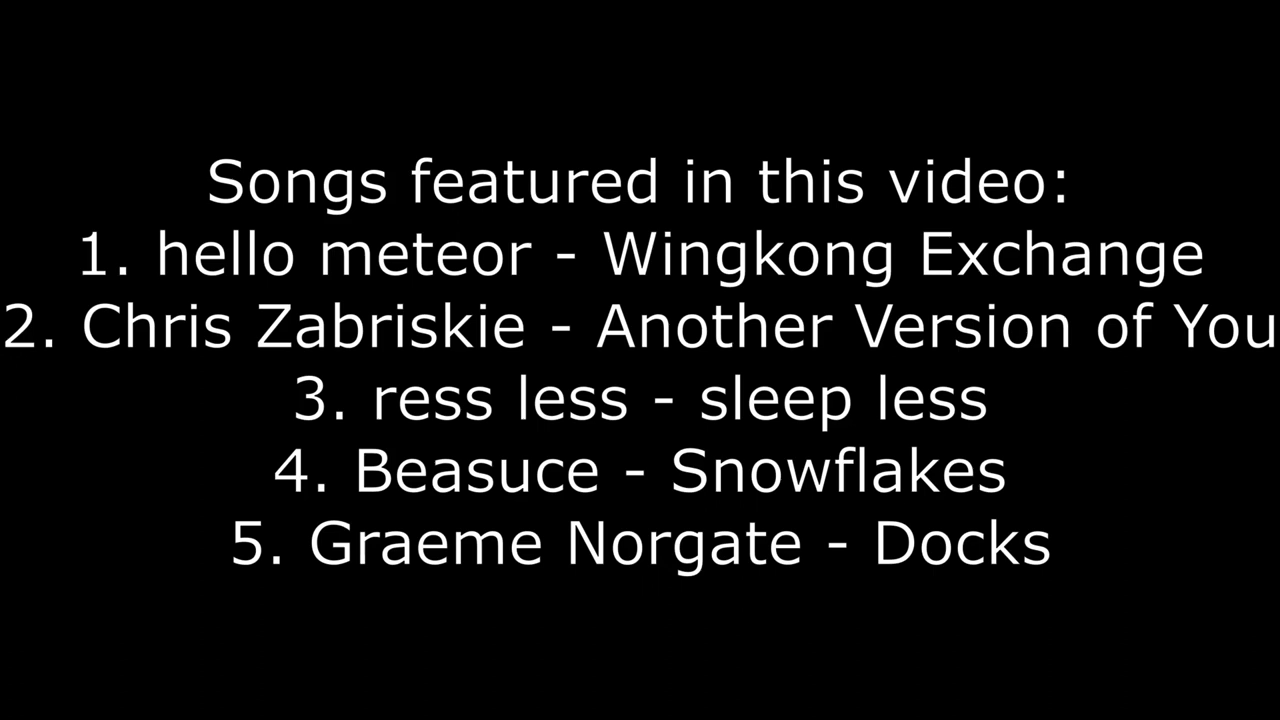 Songs featured in this video:
1. hello meteor - Wingkong Exchange
2. Chris Zabriskie - Another Version of You
3. ress less - sleep less
4. Beasuce - Snowflakes
5. Graeme Norgate - Docks